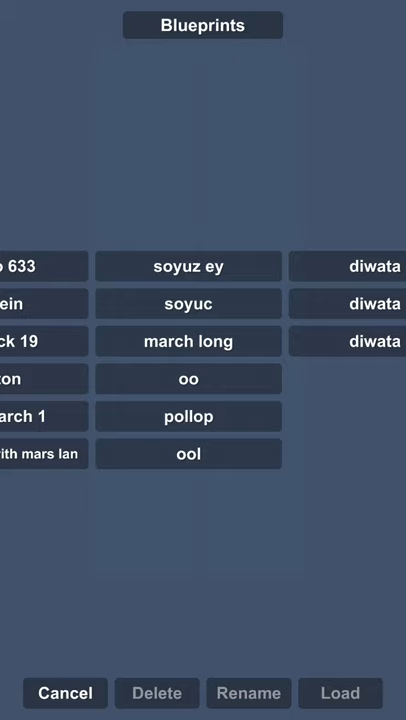 Blueprints
o 633
soyuz ey
diwata
ein
soyuc
diwata
ck 19
march long
diwata
ton
oo
arch 1
pollop
ith mars lan
ool
Cancel
Delete
Rename
Load